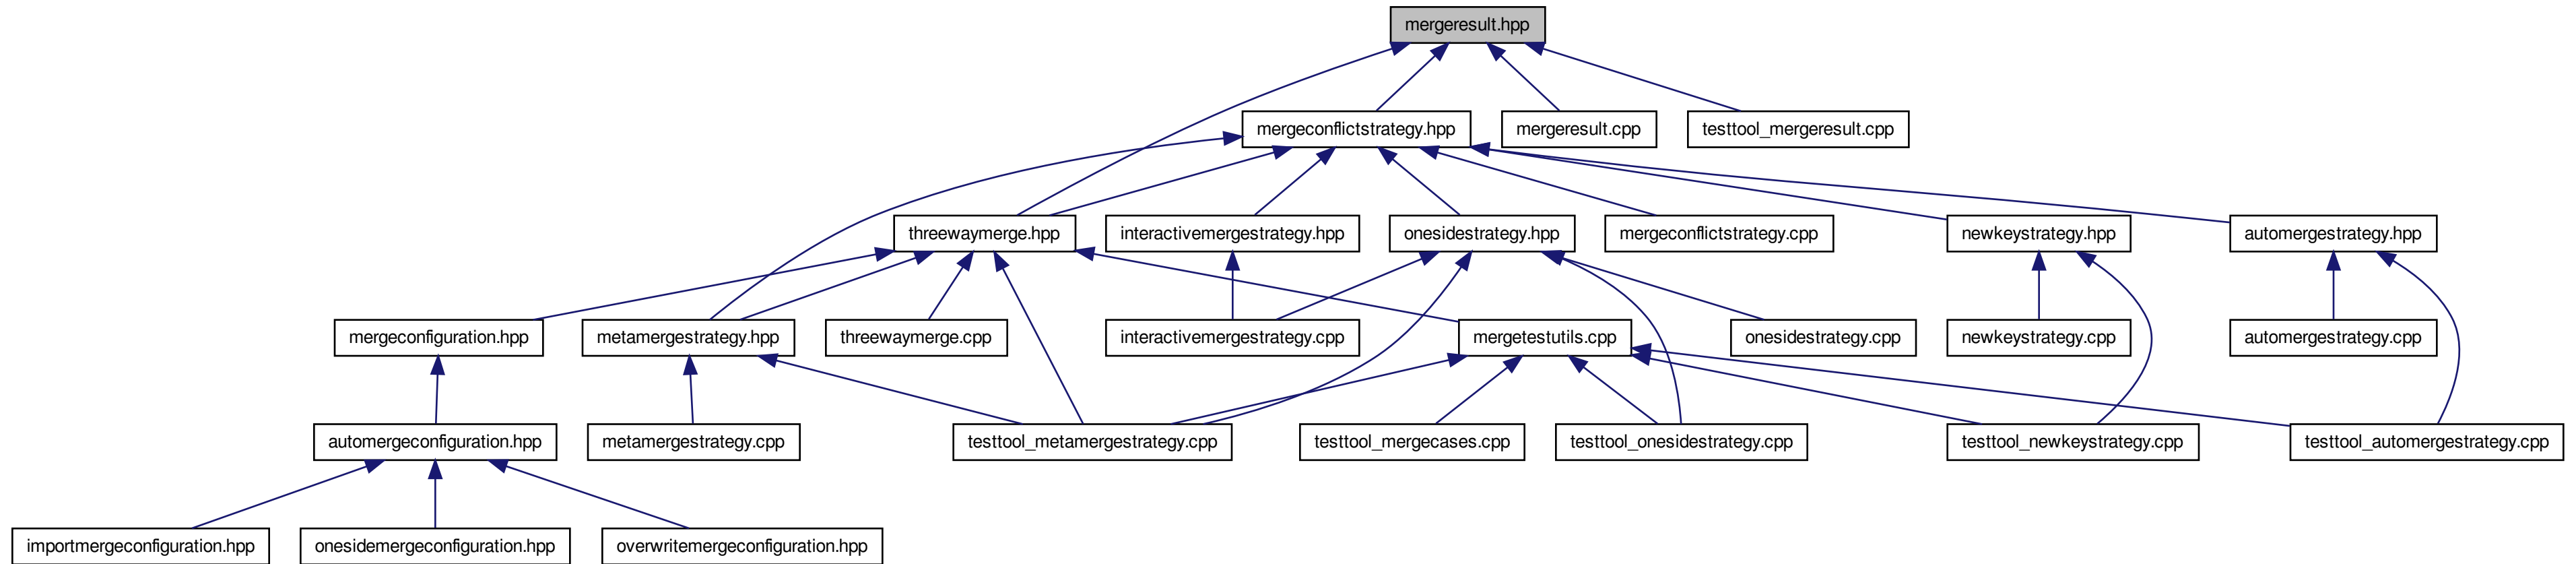 mergeresult.hpp
mergeconflictstrategy.hpp
mergeresult.cpp
testtool_mergeresult.cpp
threewaymerge.hpp
interactivemergestrategy.hpp
onesidestrategy.hpp
mergeconflictstrategy.cpp
newkeystrategy.hpp
automergestrategy.hpp
mergeconfiguration.hpp
metamergestrategy.hpp
threewaymerge.cpp
interactivemergestrategy.cpp
mergetestutils.cpp
onesidestrategy.cpp
newkeystrategy.cpp
automergestrategy.cpp
automergeconfiguration.hpp
metamergestrategy.cpp
testtool_metamergestrategy.cpp
testtool_mergecases.cpp
testtool_onesidestrategy.cpp
testtool_newkeystrategy.cpp
testtool_automergestrategy.cpp
importmergeconfiguration.hpp
onesidemergeconfiguration.hpp
overwritemergeconfiguration.hpp